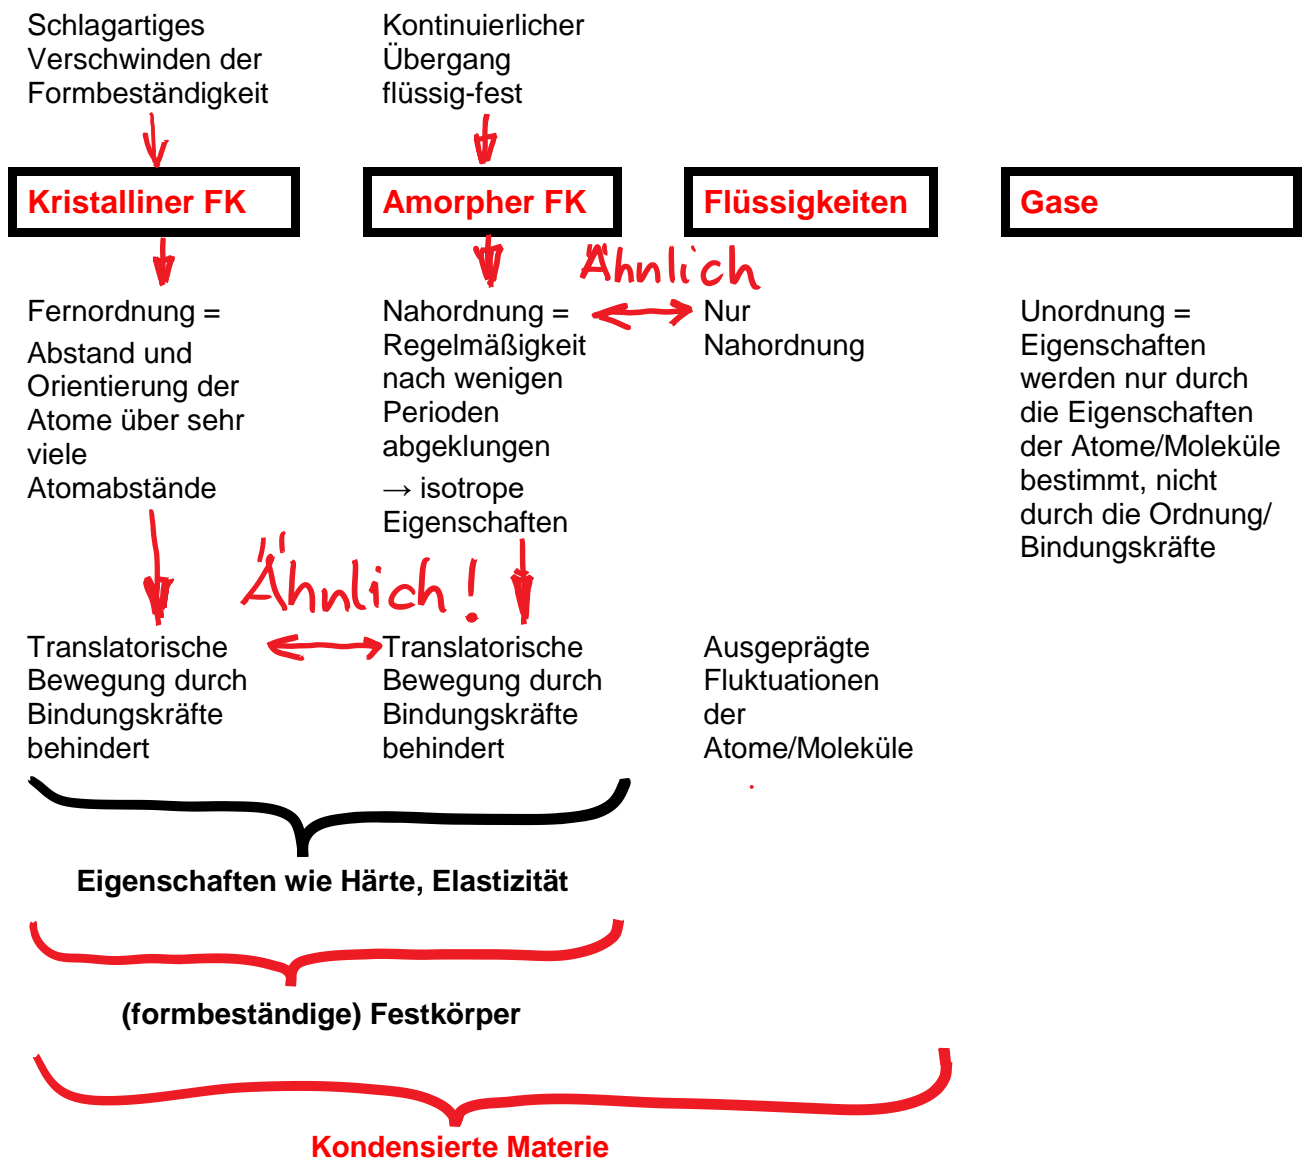 Schlagartiges
Verschwinden der
Formbeständigkeit
Kontinuierlicher
Übergang
flüssig-fest
Kristalliner FK
Amorpher FK
Flüssigkeiten
Gase
Ähnlich
Fernordnung =
Abstand und
Orientierung der
Atome über sehr
viele
Atomabstände
Nahordnung =
Regelmäßigkeit
nach wenigen
Perioden
abgeklungen
→ isotrope
Eigenschaften
Nur
Nahordnung
Unordnung =
Eigenschaften
werden nur durch
die Eigenschaften
der Atome/Moleküle
bestimmt, nicht
durch die Ordnung/
Bindungskräfte
Ähnlich!
Translatorische
Bewegung durch
Bindungskräfte
behindert
Translatorische
Bewegung durch
Bindungskräfte
behindert
Ausgeprägte
Fluktuationen
der
Atome/Moleküle
Eigenschaften wie Härte, Elastizität
(formbeständige) Festkörper
Kondensierte Materie